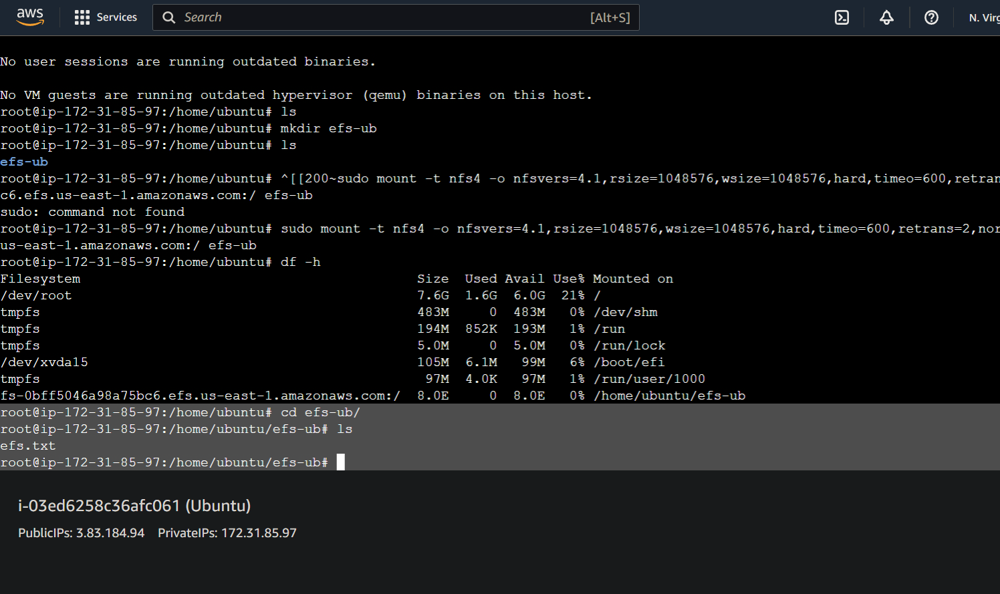 aws
Services
Search
[Alt+S]
No user sessions are running outdated binaries.
No VM guests are running outdated hypervisor (qemu) binaries on this host.
root@ip-172-31-85-97:/home/ubuntu# ls
root@ip-172-31-85-97:/home/ubuntu# mkdir efs-ub
root@ip-172-31-85-97:/home/ubuntu# ls
efs-ub
root@ip-172-31-85-97:/home/ubuntu# ^[[200~sudo mount -t nfs4 -o nfsvers=4.1,rsize=1048576,wsize=1048576,hard,timeo=600,retran
c6.efs.us-east-1.amazonaws.com:/ efs-ub
sudo: command not found
root@ip-172-31-85-97:/home/ubuntu# sudo mount -t nfs4 -o nfsvers=4.1,rsize=1048576,wsize=1048576,hard,timeo=600,retrans=2,nor
us-east-1.amazonaws.com:/ efs-ub
root@ip-172-31-85-97:/home/ubuntu# df -h
Filesystem Size Used Avail Use% Mounted on
/dev/root 7.6G 1.6G 6.0G 21% /
tmpfs 483M 0 483M 0% /dev/shm
tmpfs 194M 852K 193M 1% /run
tmpfs 5.0M 0 5.0M 0% /run/lock
/dev/xvda15 105M 6.1M 99M 6% /boot/efi
tmpfs 97M 4.0K 97M 1% /run/user/1000
fs-0bff5046a98a75bc6.efs.us-east-1.amazonaws.com:/ 8.0E 0 8.0E 0% /home/ubuntu/efs-ub
root@ip-172-31-85-97:/home/ubuntu# cd efs-ub/
root@ip-172-31-85-97:/home/ubuntu/efs-ub# ls
efs.txt
root@ip-172-31-85-97:/home/ubuntu/efs-ub#
i-03ed6258c36afc061 (Ubuntu)
PublicIPs: 3.83.184.94 PrivateIPs: 172.31.85.97